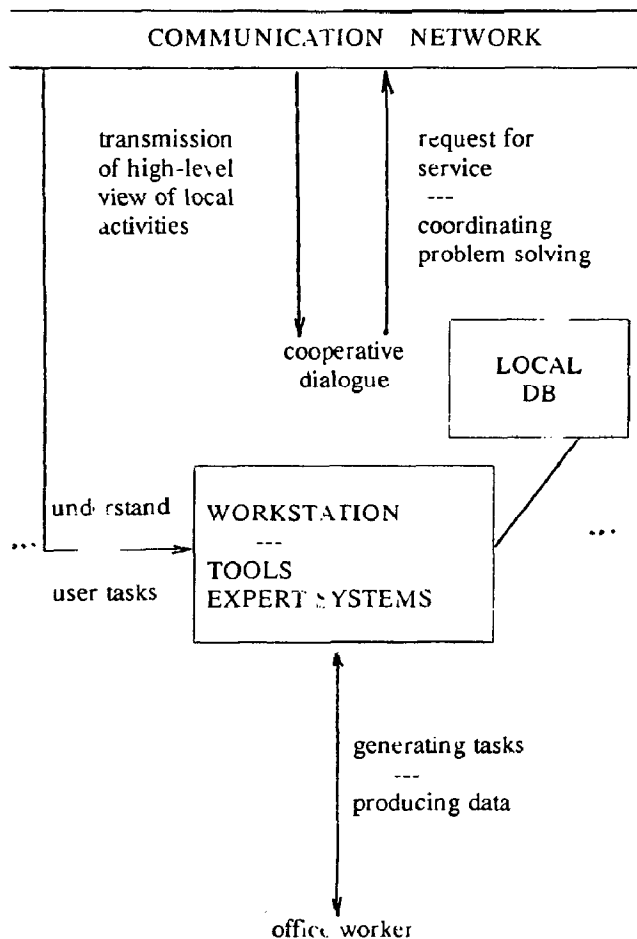 COMMUNICATION NETWORK
transmission
of high-level
view of local
activities
request for
service
---
coordinating
problem solving
cooperative
dialogue
LOCAL
DB
understand
...
user tasks
WORKSTATION
---
TOOLS
EXPERT SYSTEMS
...
generating tasks
---
producing data
office worker